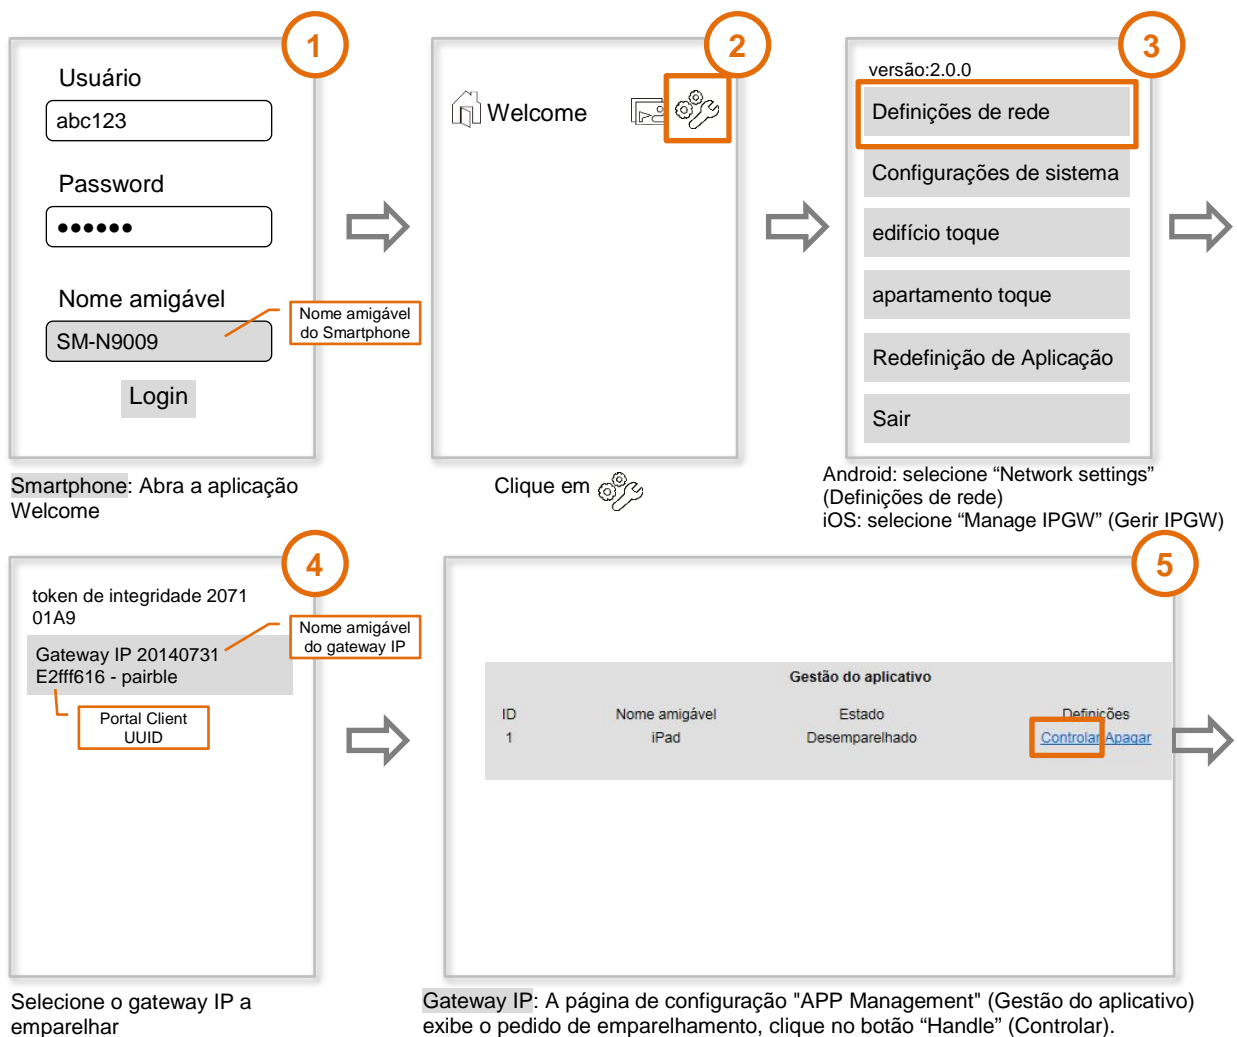 1
Usuário
abc123
Password
●●●●●●
Nome amigável
SM-N9009
Nome amigável
do Smartphone
Login
Smartphone: Abra a aplicação
Welcome
2
Welcome
Clique em
3
versão:2.0.0
Definições de rede
Configurações de sistema
edifício toque
apartamento toque
Redefinição de Aplicação
Sair
Android: selecione “Network settings”
(Definições de rede)
iOS: selecione “Manage IPGW” (Gerir IPGW)
4
token de integridade 2071
01A9
Nome amigável
do gateway IP
Gateway IP 20140731
E2fff616 - pairble
Portal Client
UUID
Selecione o gateway IP a
emparelhar
5
Gestão do aplicativo
ID Nome amigável Estado Definições
1 iPad Desemparelhado Controlar Apagar
Gateway IP: A página de configuração "APP Management" (Gestão do aplicativo)
exibe o pedido de emparelhamento, clique no botão “Handle” (Controlar).